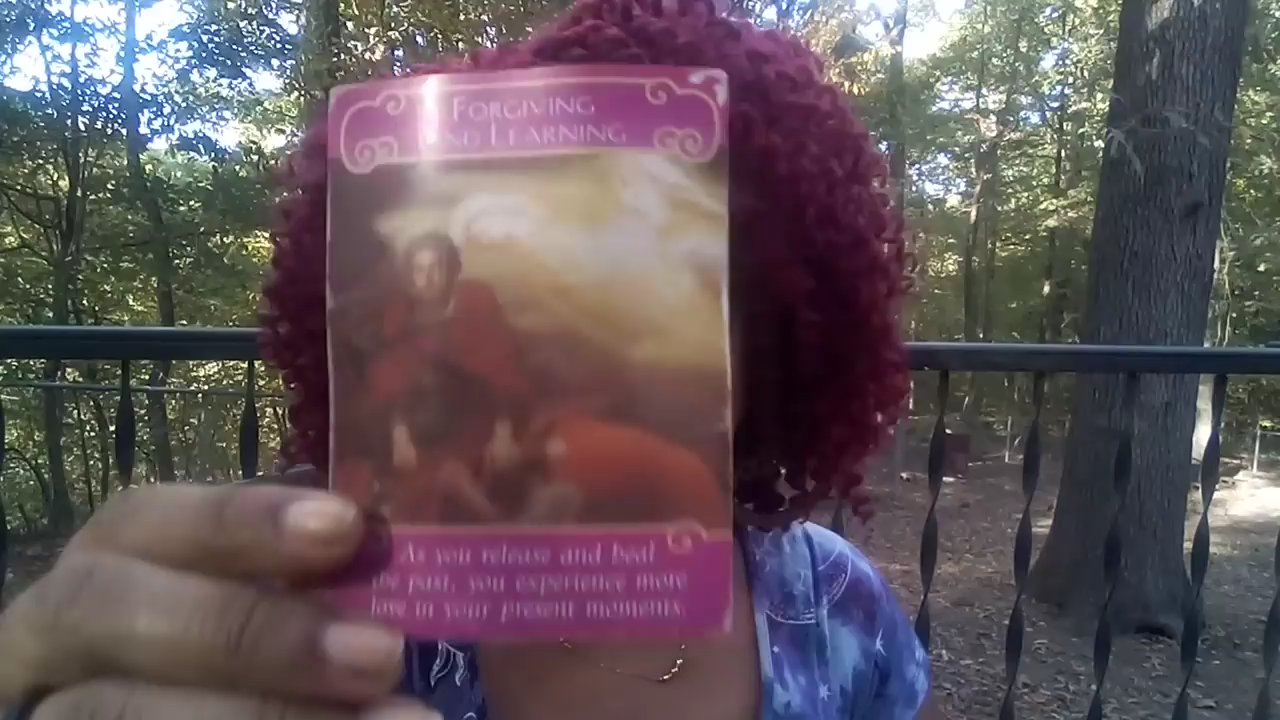 FORGIVING
AND LEARNING
As you release and heal
the past, you experience more
love in your present moments.